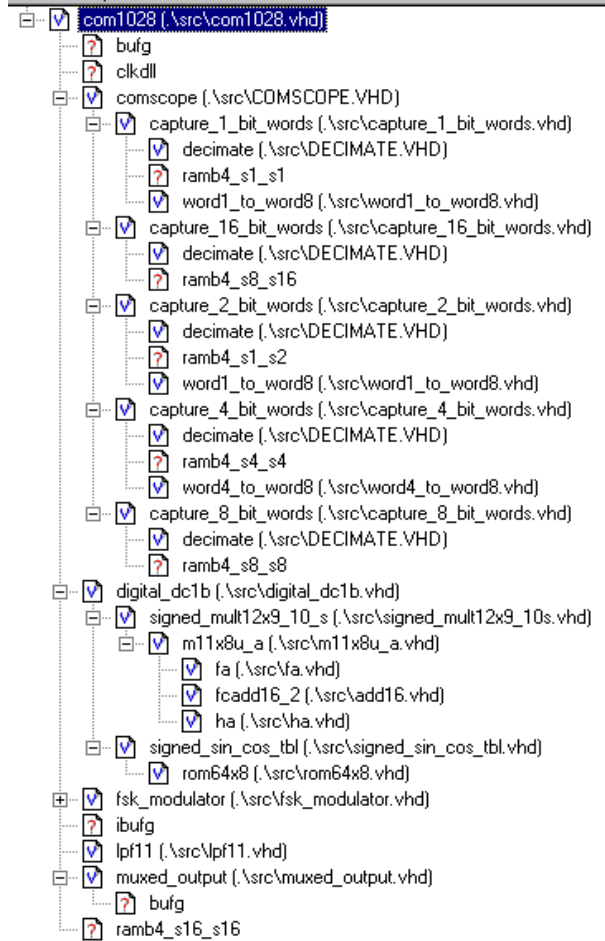 com1028 (.\src\com1028.vhd)
bufg
clkdll
comscope (.\src\COMSCOPE.VHD)
capture_1_bit_words (.\src\capture_1_bit_words.vhd)
decimate (.\src\DECIMATE.VHD)
ramb4_s1_s1
word1_to_word8 (.\src\word1_to_word8.vhd)
capture_16_bit_words (.\src\capture_16_bit_words.vhd)
decimate (.\src\DECIMATE.VHD)
ramb4_s8_s16
capture_2_bit_words (.\src\capture_2_bit_words.vhd)
decimate (.\src\DECIMATE.VHD)
ramb4_s1_s2
word1_to_word8 (.\src\word1_to_word8.vhd)
capture_4_bit_words (.\src\capture_4_bit_words.vhd)
decimate (.\src\DECIMATE.VHD)
ramb4_s4_s4
word4_to_word8 (.\src\word4_to_word8.vhd)
capture_8_bit_words (.\src\capture_8_bit_words.vhd)
decimate (.\src\DECIMATE.VHD)
ramb4_s8_s8
digital_dc1b (.\src\digital_dc1b.vhd)
signed_mult12x9_10_s (.\src\signed_mult12x9_10s.vhd)
m11x8u_a (.\src\m11x8u_a.vhd)
fa (.\src\fa.vhd)
fcadd16_2 (.\src\add16.vhd)
ha (.\src\ha.vhd)
signed_sin_cos_tbl (.\src\signed_sin_cos_tbl.vhd)
rom64x8 (.\src\rom64x8.vhd)
fsk_modulator (.\src\fsk_modulator.vhd)
ibufg
lpf11 (.\src\lpf11.vhd)
muxed_output (.\src\muxed_output.vhd)
bufg
ramb4_s16_s16